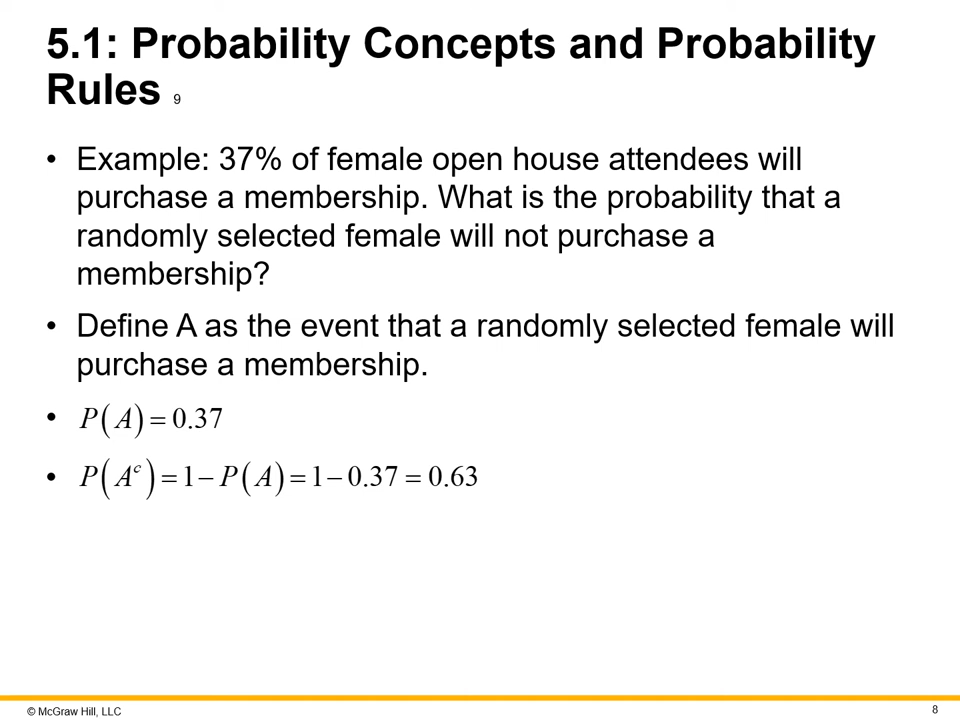 5.1: Probability Concepts and Probability
Rules 9
• Example: 37% of female open house attendees will
purchase a membership. What is the probability that a
randomly selected female will not purchase a
membership?
• Define A as the event that a randomly selected female will
purchase a membership.
• P(A) = 0.37
• P(Aᶜ) = 1 − P(A) = 1 − 0.37 = 0.63
© McGraw Hill, LLC
8